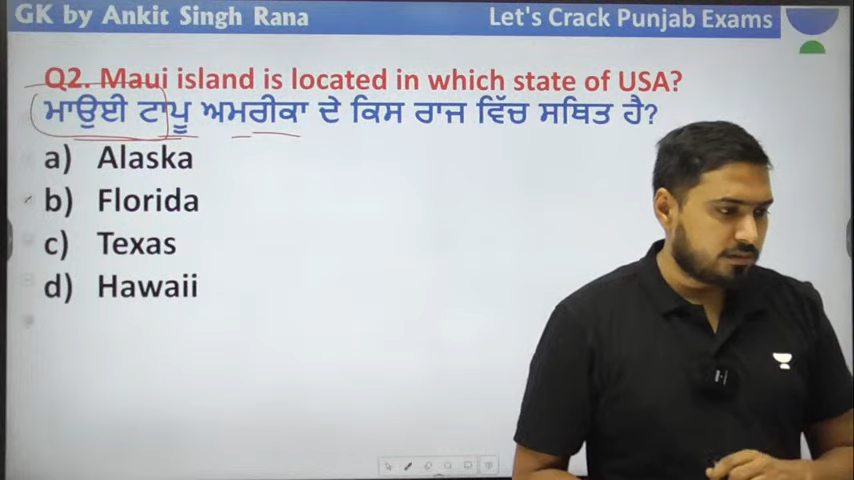 GK by Ankit Singh Rana
Let's Crack Punjab Exams
Q2. Maui island is located in which state of USA?
ਮਾਉਈ ਟਾਪੂ ਅਮਰੀਕਾ ਦੇ ਕਿਸ ਰਾਜ ਵਿੱਚ ਸਥਿਤ ਹੈ?
a) Alaska
b) Florida
c) Texas
d) Hawaii